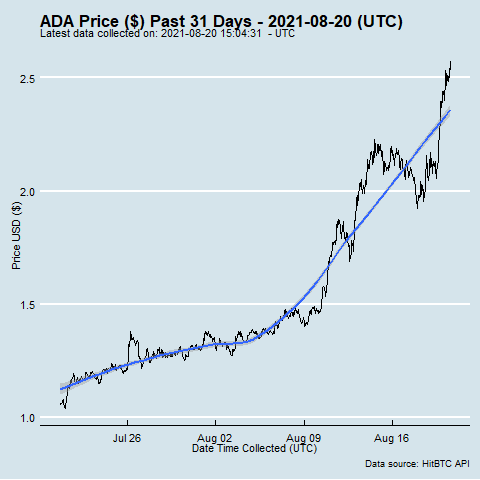 ADA Price ($) Past 31 Days - 2021-08-20 (UTC)
Latest data collected on: 2021-08-20 15:04:31  - UTC
2.5
2.0
Price USD ($)
1.5
1.0
Jul 26 Aug 02 Aug 09 Aug 16
Date Time Collected (UTC)
Data source: HitBTC API